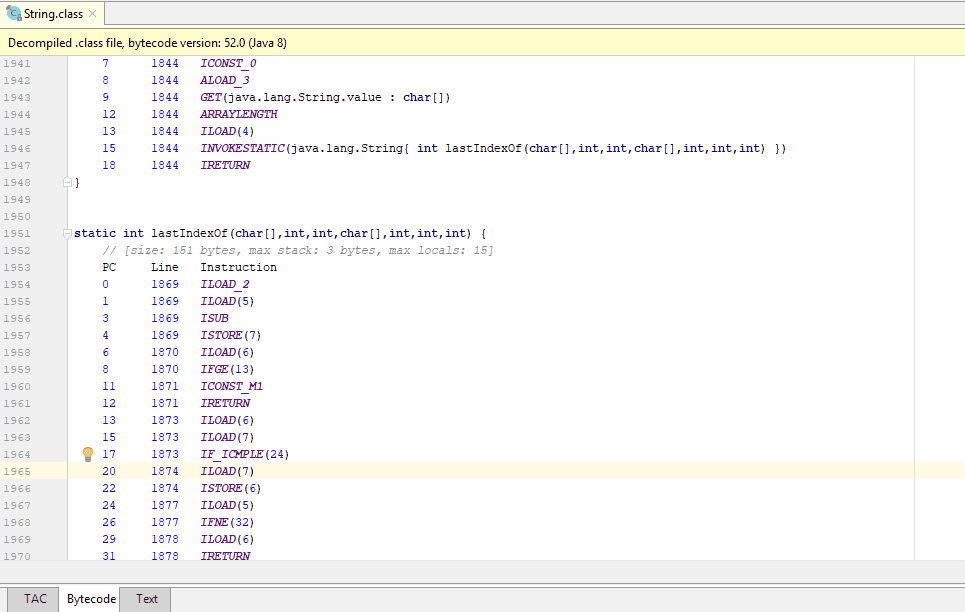 String.class
Decompiled .class file, bytecode version: 52.0 (Java 8)
1941 7 1844 ICONST_0
1942 8 1844 ALOAD_3
1943 9 1844 GET(java.lang.String.value : char[])
1944 12 1844 ARRAYLENGTH
1945 13 1844 ILOAD(4)
1946 15 1844 INVOKESTATIC(java.lang.String{ int lastIndexOf(char[],int,int,char[],int,int,int) })
1947 18 1844 IRETURN
1948 }
1949
1950
1951 static int lastIndexOf(char[],int,int,char[],int,int,int) {
1952 // [size: 151 bytes, max stack: 3 bytes, max locals: 15]
1953 PC Line Instruction
1954 0 1869 ILOAD_2
1955 1 1869 ILOAD(5)
1956 3 1869 ISUB
1957 4 1869 ISTORE(7)
1958 6 1870 ILOAD(6)
1959 8 1870 IFGE(13)
1960 11 1871 ICONST_M1
1961 12 1871 IRETURN
1962 13 1873 ILOAD(6)
1963 15 1873 ILOAD(7)
1964 17 1873 IF_ICMPLE(24)
1965 20 1874 ILOAD(7)
1966 22 1874 ISTORE(6)
1967 24 1877 ILOAD(5)
1968 26 1877 IFNE(32)
1969 29 1878 ILOAD(6)
1970 31 1878 IRETURN
TAC Bytecode Text